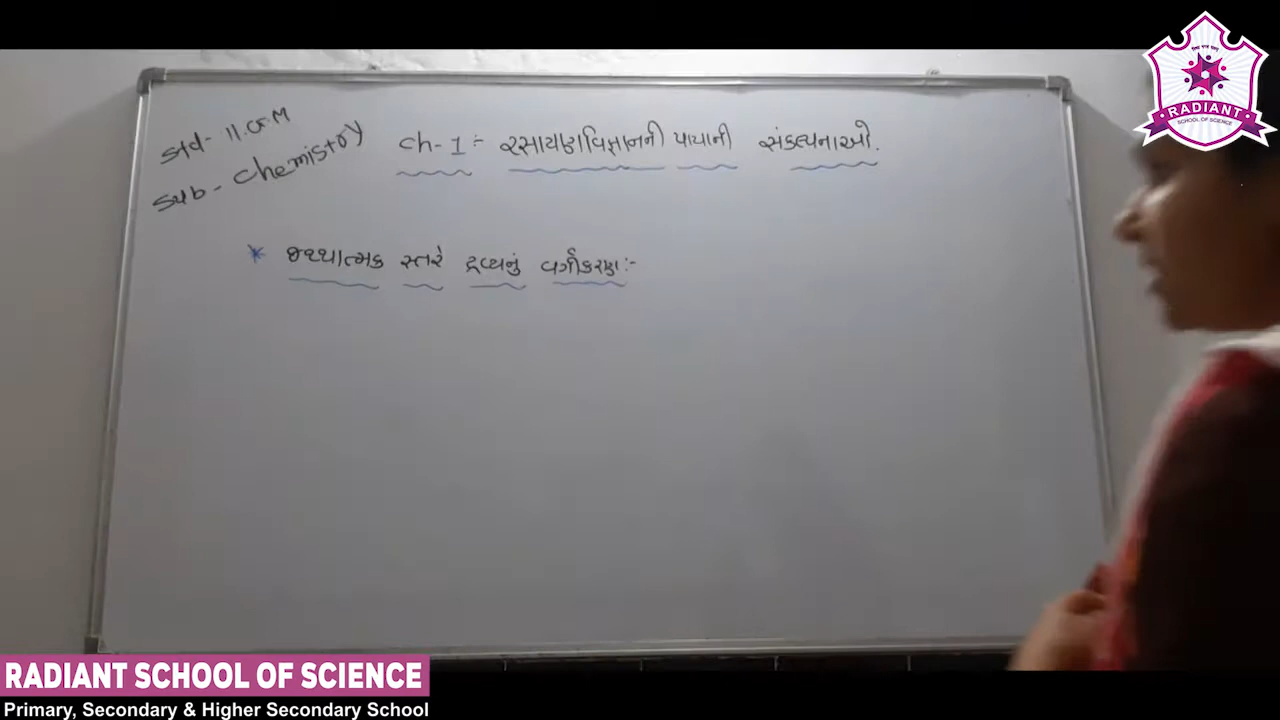 Std- 11.G.M
Sub- Chemistry
Ch- 1 :- રસાયણવિજ્ઞાનની પાયાની સંકલ્પનાઓ.
* જથ્થાત્મક સ્તરે દ્રવ્યનું વર્ગીકરણ:-
RADIANT
SCHOOL OF SCIENCE
RADIANT SCHOOL OF SCIENCE
Primary, Secondary & Higher Secondary School